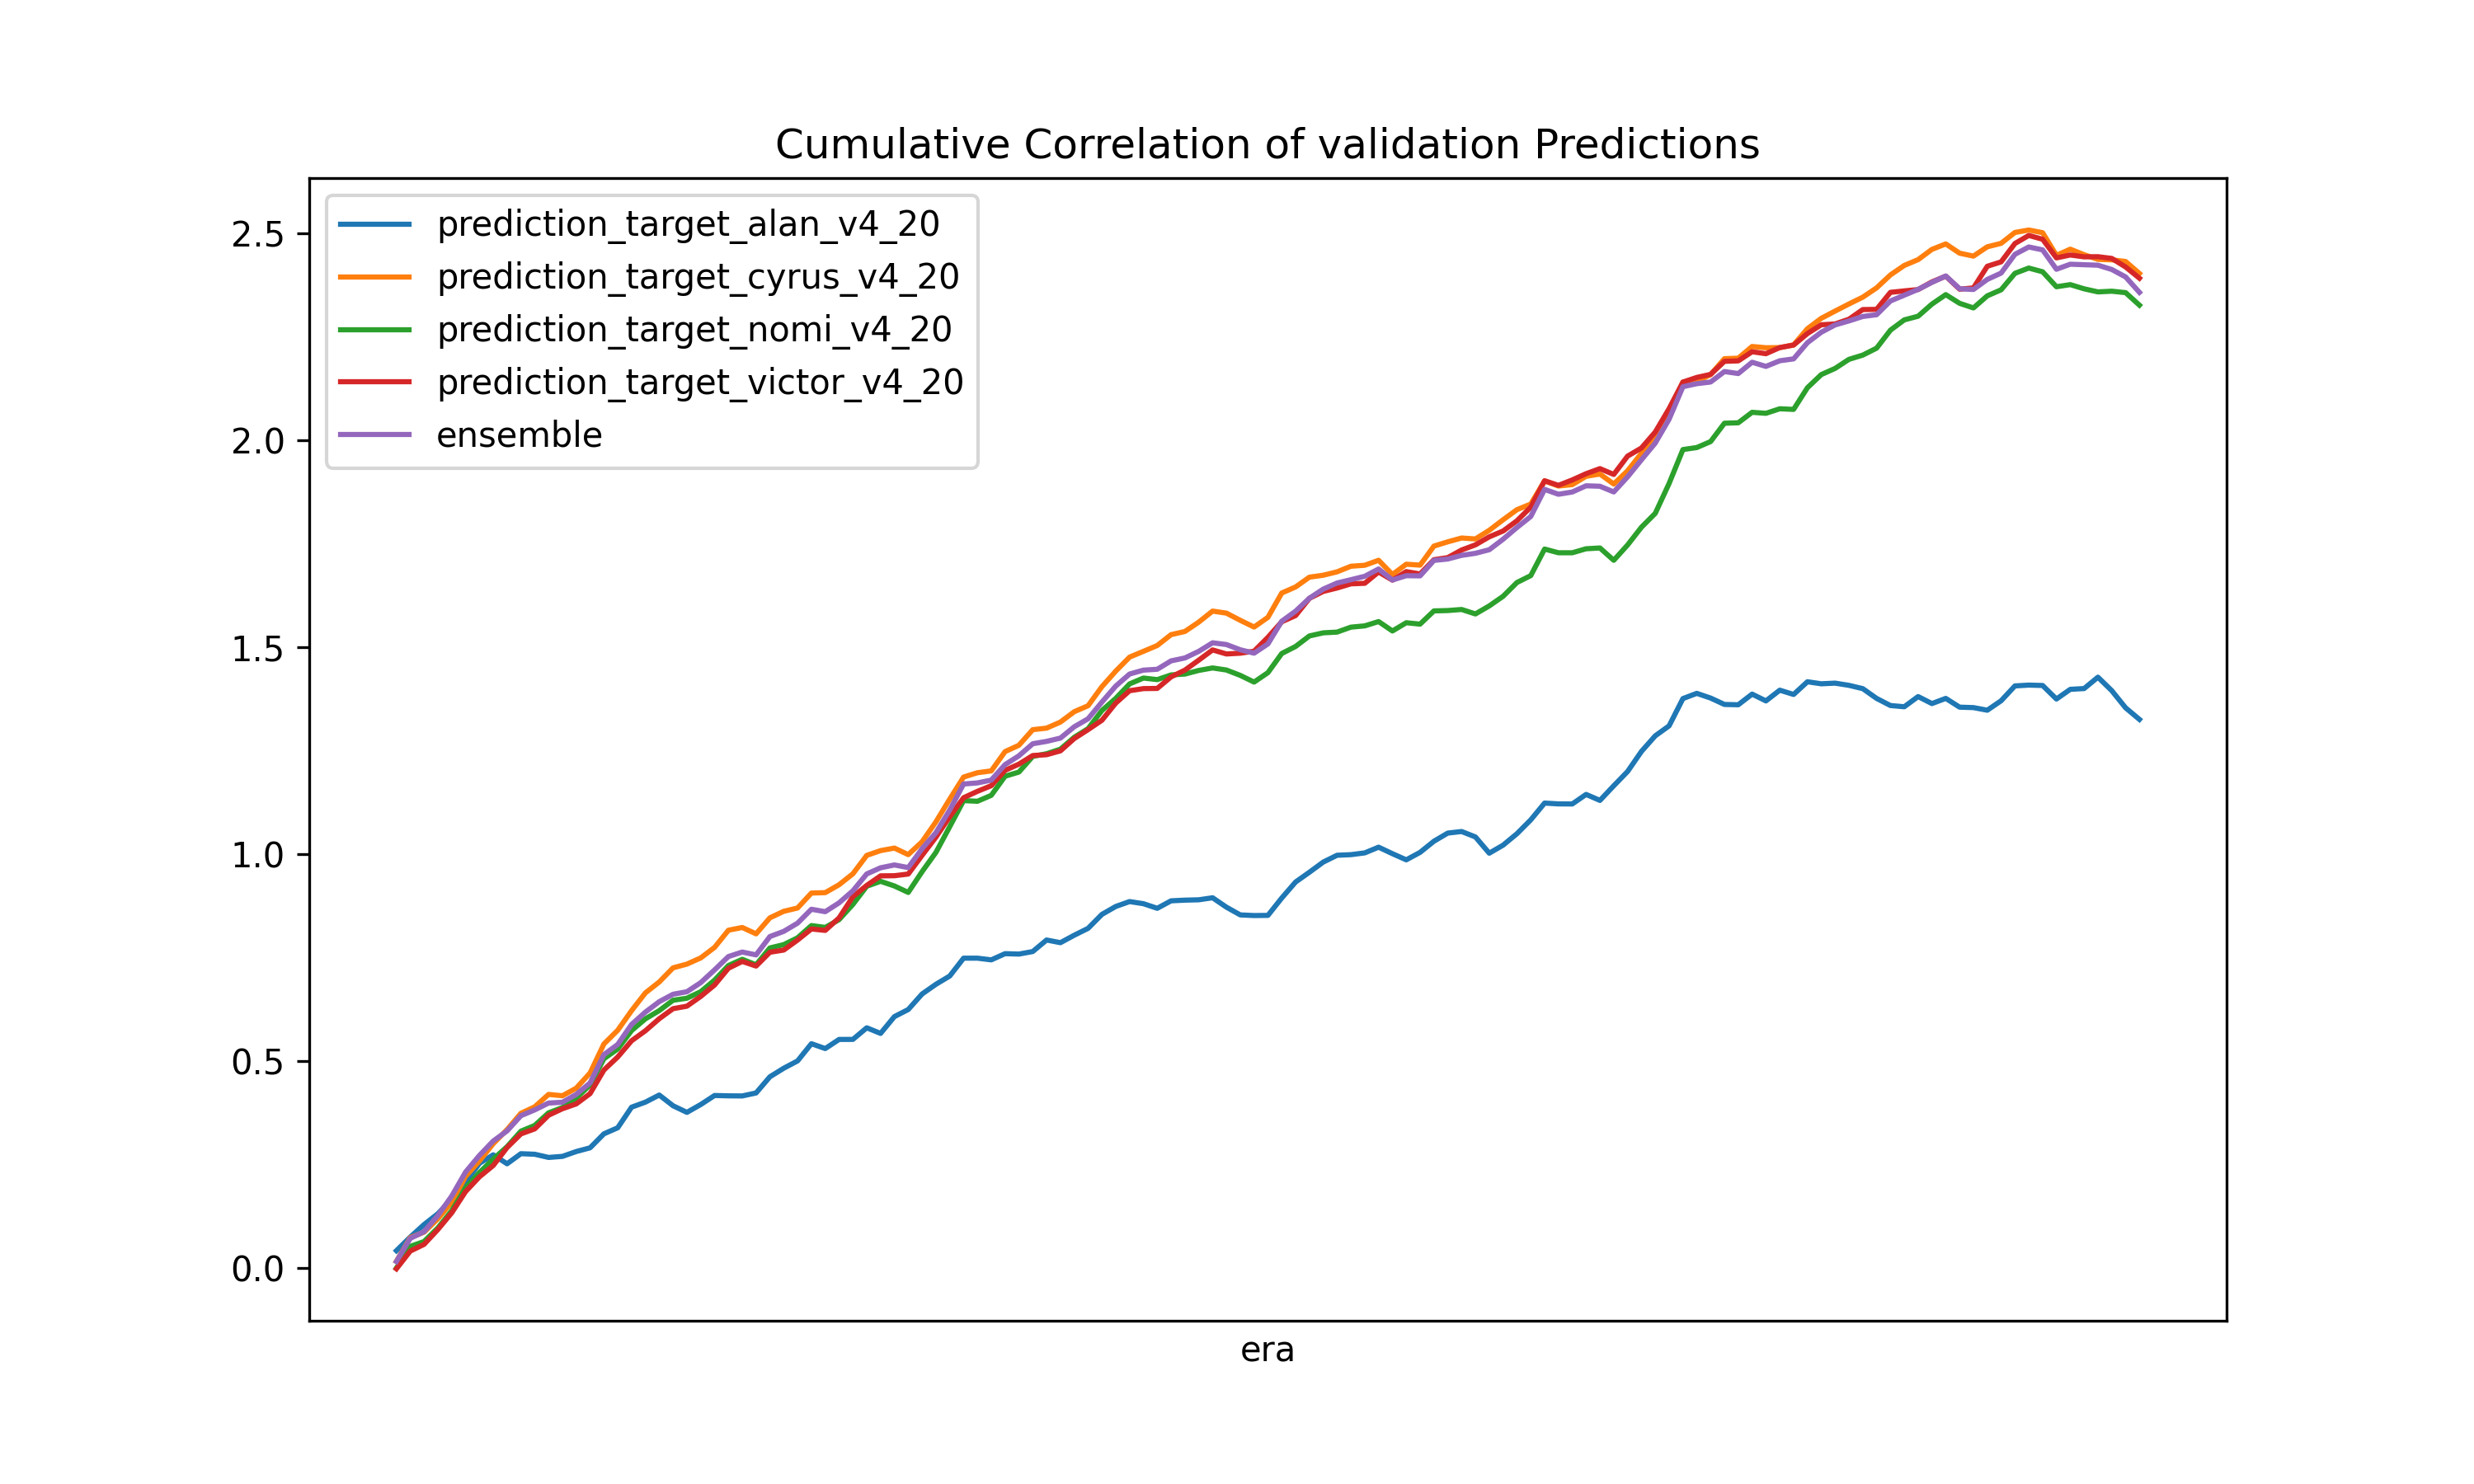 Cumulative Correlation of validation Predictions
prediction_target_alan_v4_20
prediction_target_cyrus_v4_20
prediction_target_nomi_v4_20
prediction_target_victor_v4_20
ensemble
2.5
2.0
1.5
1.0
0.5
0.0
era